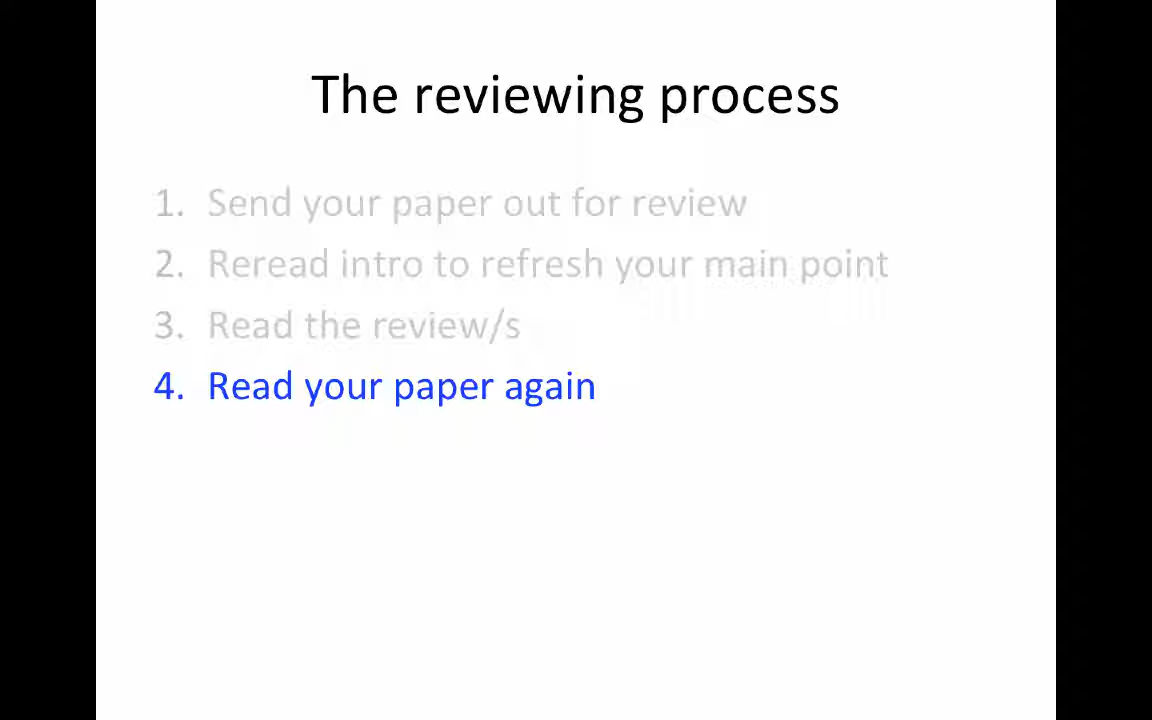 The reviewing process
1. Send your paper out for review
2. Reread intro to refresh your main point
3. Read the review/s
4. Read your paper again